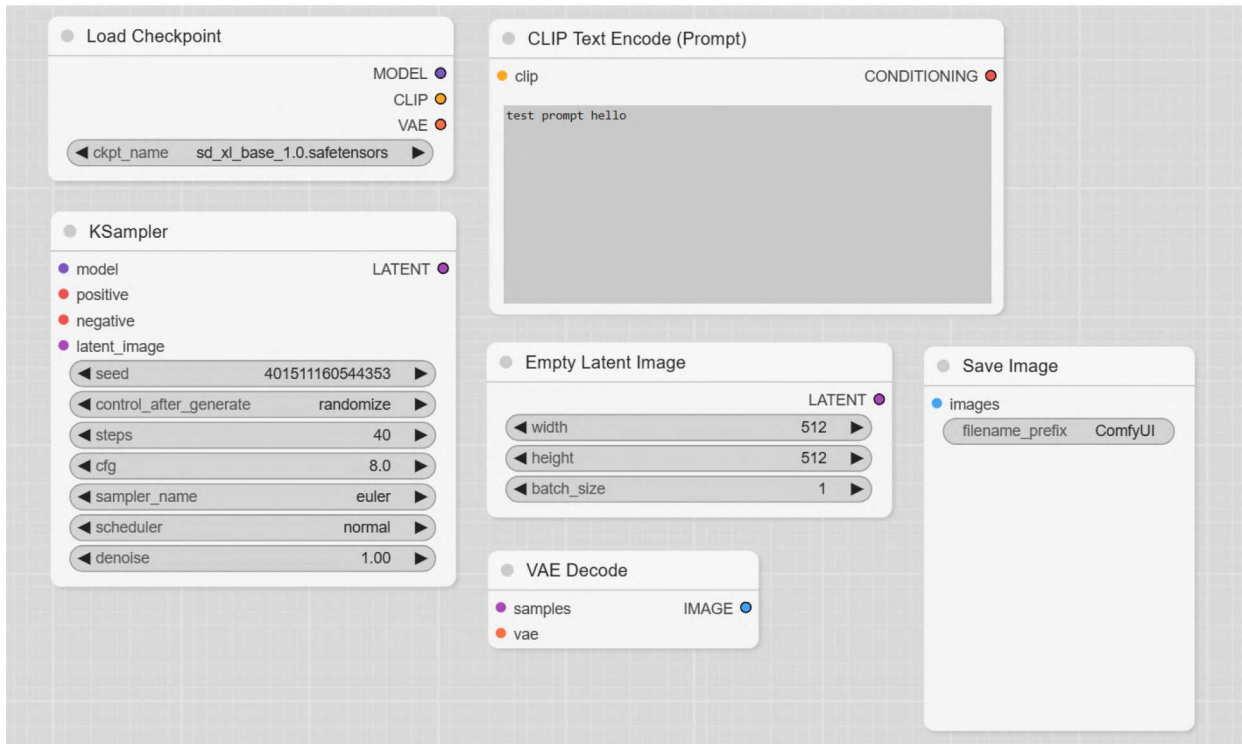 Load Checkpoint
MODEL
CLIP
VAE
ckpt_name sd_xl_base_1.0.safetensors
CLIP Text Encode (Prompt)
clip CONDITIONING
test prompt hello
KSampler
model LATENT
positive
negative
latent_image
seed 401511160544353
control_after_generate randomize
steps 40
cfg 8.0
sampler_name euler
scheduler normal
denoise 1.00
Empty Latent Image
LATENT
width 512
height 512
batch_size 1
VAE Decode
samples IMAGE
vae
Save Image
images
filename_prefix ComfyUI